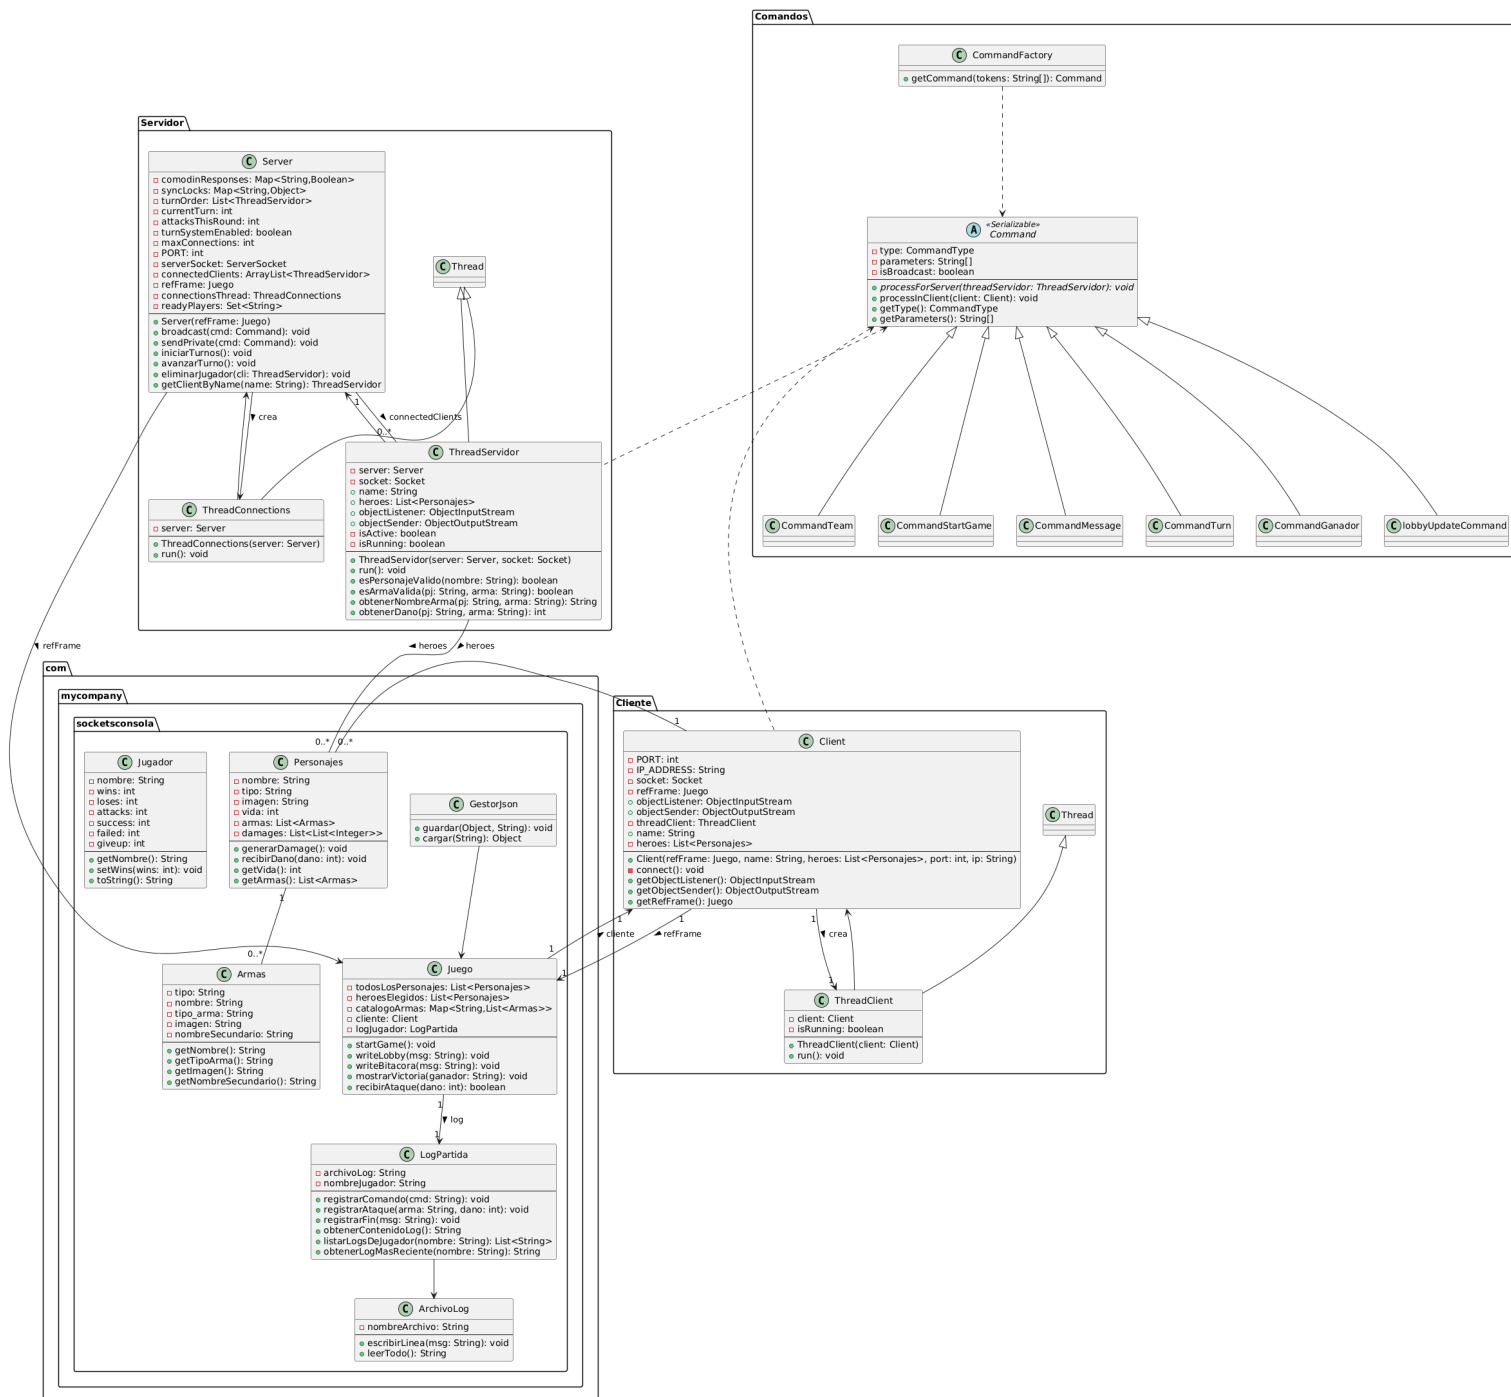 Comandos
C CommandFactory
getCommand(tokens: String[]): Command
A «Serializable»
Command
type: CommandType
parameters: String[]
isBroadcast: boolean
processForServer(threadServidor: ThreadServidor): void
processInClient(client: Client): void
getType(): CommandType
getParameters(): String[]
C CommandTeam
C CommandStartGame
C CommandMessage
C CommandTurn
C CommandGanador
C lobbyUpdateCommand
Servidor
C Server
comodinResponses: Map<String,Boolean>
syncLocks: Map<String,Object>
turnOrder: List<ThreadServidor>
currentTurn: int
attacksThisRound: int
turnSystemEnabled: boolean
maxConnections: int
PORT: int
serverSocket: ServerSocket
connectedClients: ArrayList<ThreadServidor>
refFrame: Juego
connectionsThread: ThreadConnections
readyPlayers: Set<String>
Server(refFrame: Juego)
broadcast(cmd: Command): void
sendPrivate(cmd: Command): void
iniciarTurnos(): void
avanzarTurno(): void
eliminarJugador(cli: ThreadServidor): void
getClientByName(name: String): ThreadServidor
C Thread
crea
1
connectedClients
0..*
C ThreadServidor
server: Server
socket: Socket
name: String
heroes: List<Personajes>
objectListener: ObjectInputStream
objectSender: ObjectOutputStream
isActive: boolean
isRunning: boolean
ThreadServidor(server: Server, socket: Socket)
run(): void
esPersonajeValido(nombre: String): boolean
esArmaValida(pj: String, arma: String): boolean
obtenerNombreArma(pj: String, arma: String): String
obtenerDano(pj: String, arma: String): int
C ThreadConnections
server: Server
ThreadConnections(server: Server)
run(): void
refFrame
heroes
heroes
com
mycompany
socketsconsola
0..*
0..*
C Jugador
nombre: String
wins: int
loses: int
attacks: int
success: int
failed: int
giveup: int
getNombre(): String
setWins(wins: int): void
toString(): String
C Personajes
nombre: String
tipo: String
imagen: String
vida: int
armas: List<Armas>
damages: List<List<Integer>>
generarDamage(): void
recibirDano(dano: int): void
getVida(): int
getArmas(): List<Armas>
C GestorJson
guardar(Object, String): void
cargar(String): Object
1
0..*
C Armas
tipo: String
nombre: String
tipo_arma: String
imagen: String
nombreSecundario: String
getNombre(): String
getTipoArma(): String
getImagen(): String
getNombreSecundario(): String
C Juego
todosLosPersonajes: List<Personajes>
heroesElegidos: List<Personajes>
catalogoArmas: Map<String,List<Armas>>
cliente: Client
logJugador: LogPartida
startGame(): void
writeLobby(msg: String): void
writeBitacora(msg: String): void
mostrarVictoria(ganador: String): void
recibirAtaque(dano: int): boolean
1
log
1
C LogPartida
archivoLog: String
nombreJugador: String
registrarComando(cmd: String): void
registrarAtaque(arma: String, dano: int): void
registrarFin(msg: String): void
obtenerContenidoLog(): String
listarLogsDeJugador(nombre: String): List<String>
obtenerLogMasReciente(nombre: String): String
C ArchivoLog
nombreArchivo: String
escribirLinea(msg: String): void
leerTodo(): String
Cliente
1
C Client
PORT: int
IP_ADDRESS: String
socket: Socket
refFrame: Juego
objectListener: ObjectInputStream
objectSender: ObjectOutputStream
threadClient: ThreadClient
name: String
heroes: List<Personajes>
Client(refFrame: Juego, name: String, heroes: List<Personajes>, port: int, ip: String)
connect(): void
getObjectListener(): ObjectInputStream
getObjectSender(): ObjectOutputStream
getRefFrame(): Juego
C Thread
1
cliente
1
1
refFrame
1
1
crea
1
C ThreadClient
client: Client
isRunning: boolean
ThreadClient(client: Client)
run(): void